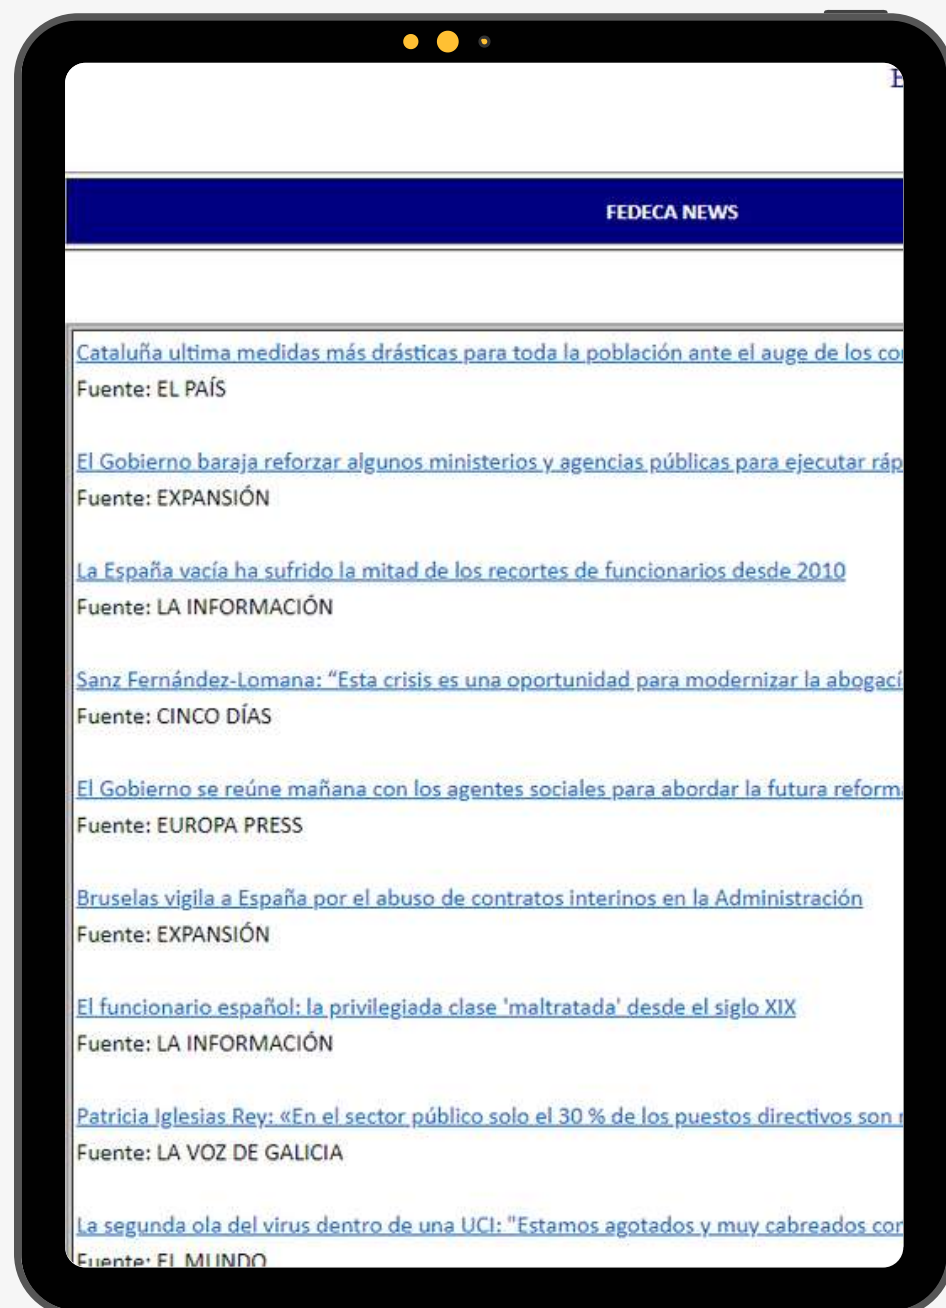 FEDECA NEWS
Cataluña ultima medidas más drásticas para toda la población ante el auge de los
Fuente: EL PAÍS
El Gobierno baraja reforzar algunos ministerios y agencias públicas para ejecutar
Fuente: EXPANSIÓN
La España vacía ha sufrido la mitad de los recortes de funcionarios desde 2010
Fuente: LA INFORMACIÓN
Sanz Fernández-Lomana: “Esta crisis es una oportunidad para modernizar la
Fuente: CINCO DÍAS
El Gobierno se reúne mañana con los agentes sociales para abordar la futura
Fuente: EUROPA PRESS
Bruselas vigila a España por el abuso de contratos interinos en la Administración
Fuente: EXPANSIÓN
El funcionario español: la privilegiada clase 'maltratada' desde el siglo XIX
Fuente: LA INFORMACIÓN
Patricia Iglesias Rey: «En el sector público solo el 30 % de los puestos directivos son
Fuente: LA VOZ DE GALICIA
La segunda ola del virus dentro de una UCI: "Estamos agotados y muy cabreados
Fuente: EL MUNDO